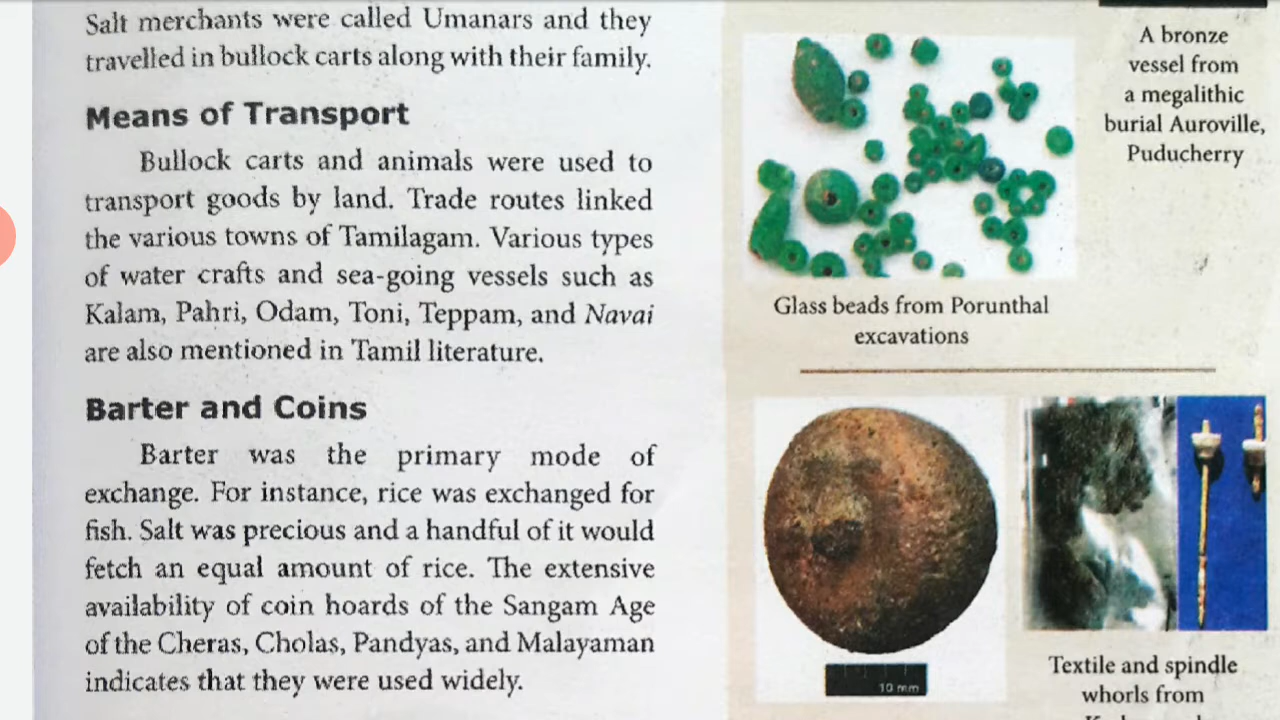 Salt merchants were called Umanars and they
travelled in bullock carts along with their family.
Means of Transport
Bullock carts and animals were used to
transport goods by land. Trade routes linked
the various towns of Tamilagam. Various types
of water crafts and sea-going vessels such as
Kalam, Pahri, Odam, Toni, Teppam, and Navai
are also mentioned in Tamil literature.
Barter and Coins
Barter was the primary mode of
exchange. For instance, rice was exchanged for
fish. Salt was precious and a handful of it would
fetch an equal amount of rice. The extensive
availability of coin hoards of the Sangam Age
of the Cheras, Cholas, Pandyas, and Malayaman
indicates that they were used widely.
A bronze
vessel from
a megalithic
burial Auroville,
Puducherry
Glass beads from Porunthal
excavations
10 mm
Textile and spindle
whorls from